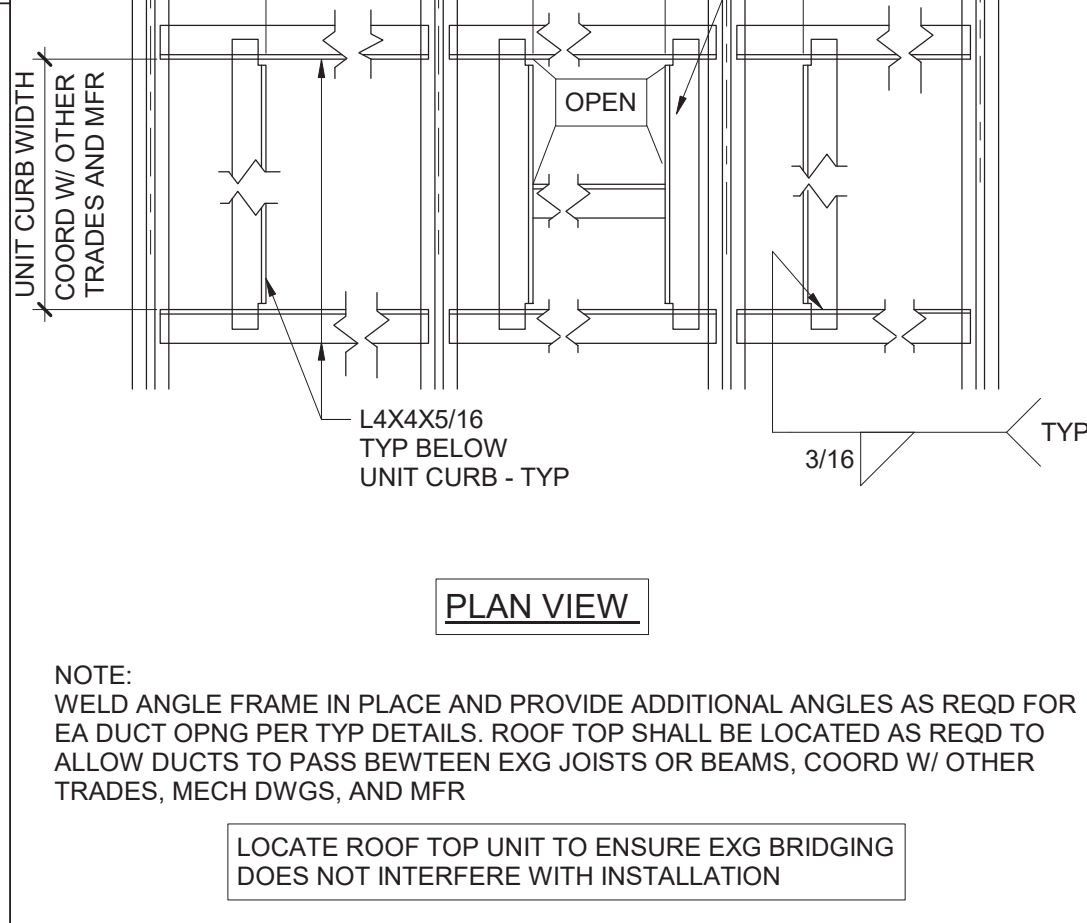 UNIT CURB WIDTH
COORD W/ OTHER
TRADES AND MFR
OPEN
L4X4X5/16
TYP BELOW
UNIT CURB - TYP
3/16
TYP
PLAN VIEW
NOTE:
WELD ANGLE FRAME IN PLACE AND PROVIDE ADDITIONAL ANGLES AS REQD FOR
EA DUCT OPNG PER TYP DETAILS. ROOF TOP SHALL BE LOCATED AS REQD TO
ALLOW DUCTS TO PASS BEWTEEN EXG JOISTS OR BEAMS, COORD W/ OTHER
TRADES, MECH DWGS, AND MFR
LOCATE ROOF TOP UNIT TO ENSURE EXG BRIDGING
DOES NOT INTERFERE WITH INSTALLATION